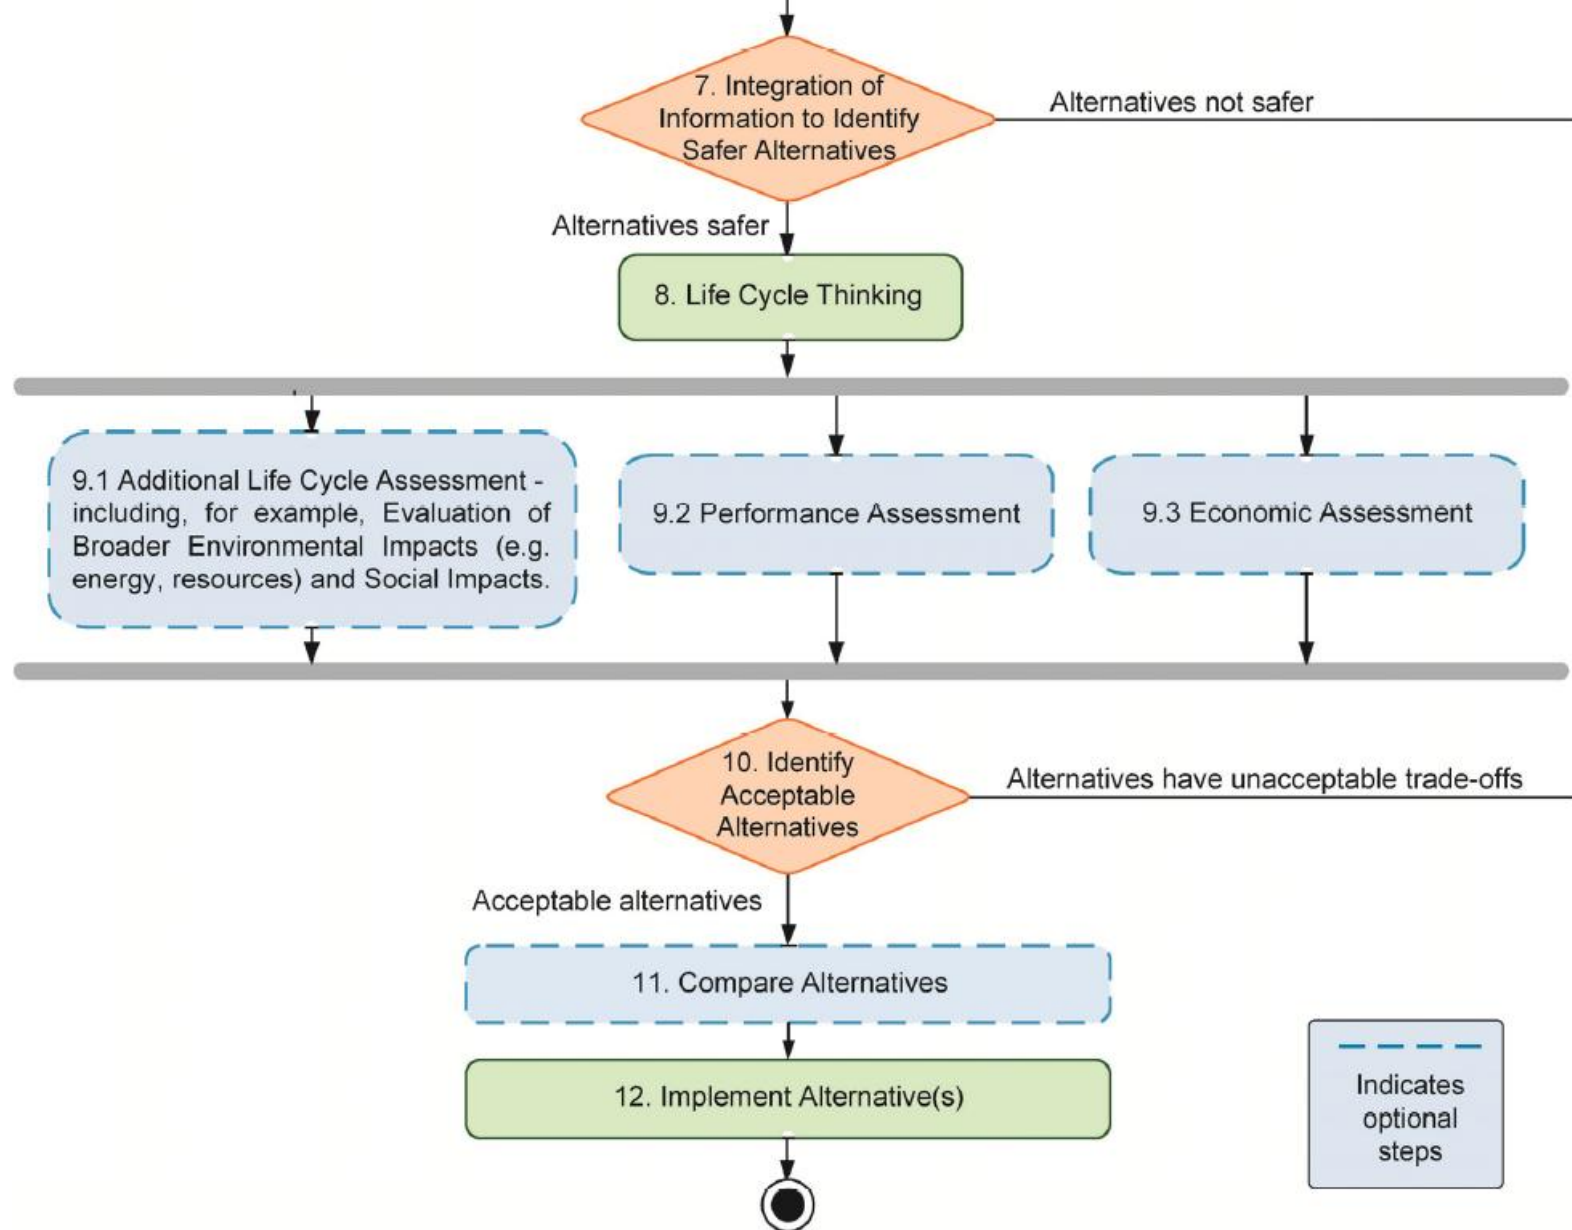 7. Integration of
Information to Identify
Safer Alternatives
Alternatives not safer
Alternatives safer
8. Life Cycle Thinking
9.1 Additional Life Cycle Assessment -
including, for example, Evaluation of
Broader Environmental Impacts (e.g.
energy, resources) and Social Impacts.
9.2 Performance Assessment
9.3 Economic Assessment
10. Identify
Acceptable
Alternatives
Alternatives have unacceptable trade-offs
Acceptable alternatives
11. Compare Alternatives
12. Implement Alternative(s)
Indicates
optional
steps